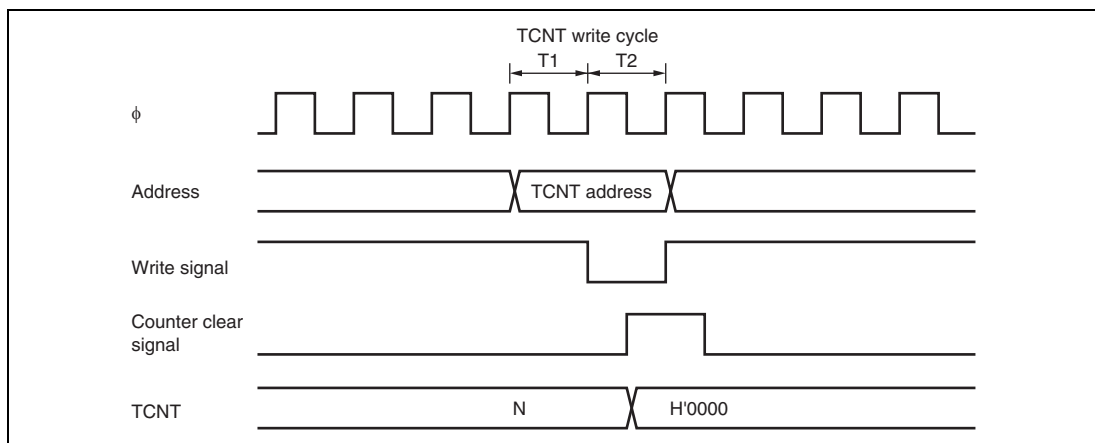 TCNT write cycle
T1 T2
ϕ
Address
TCNT address
Write signal
Counter clear
signal
TCNT
N
H'0000